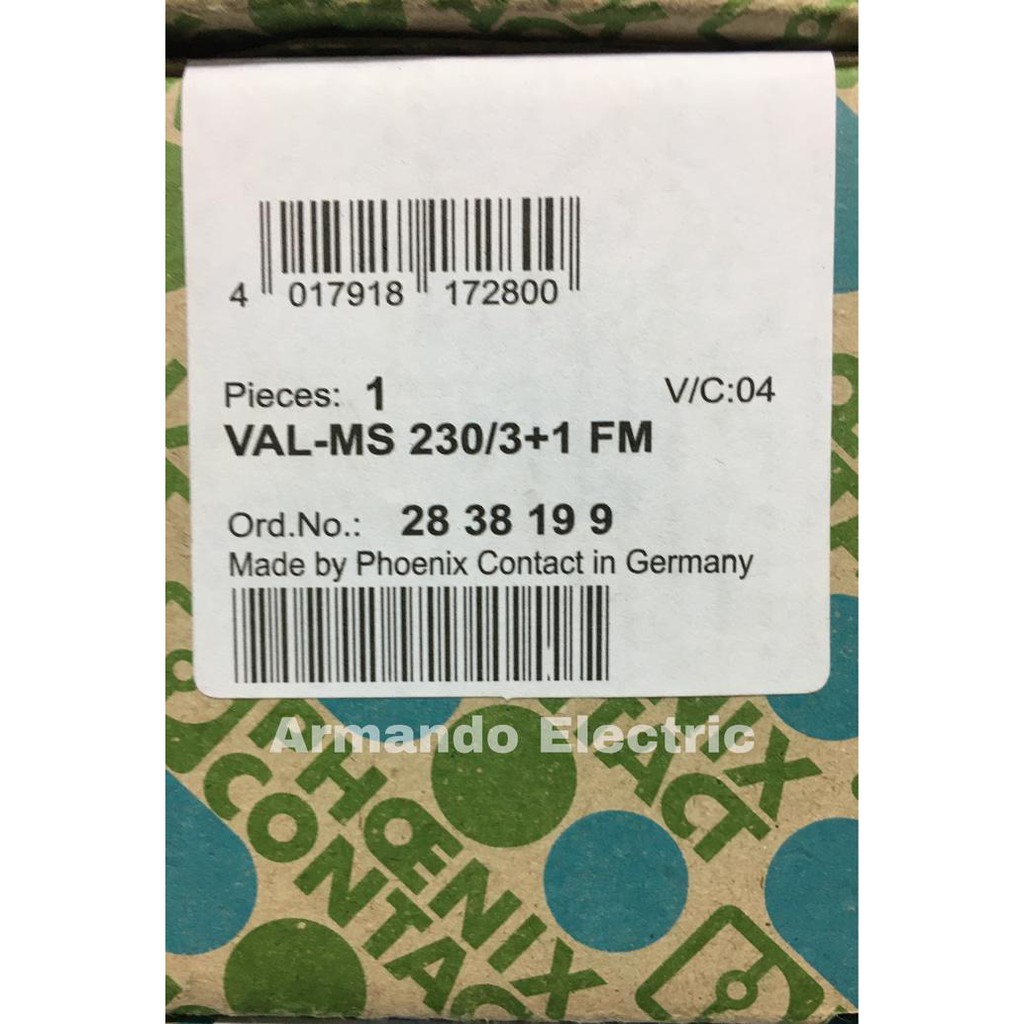 4 017918 172800
Pieces: 1 V/C:04
VAL-MS 230/3+1 FM
Ord.No.: 28 38 19 9
Made by Phoenix Contact in Germany
Armando Electric
PHŒNIX
CONTACT